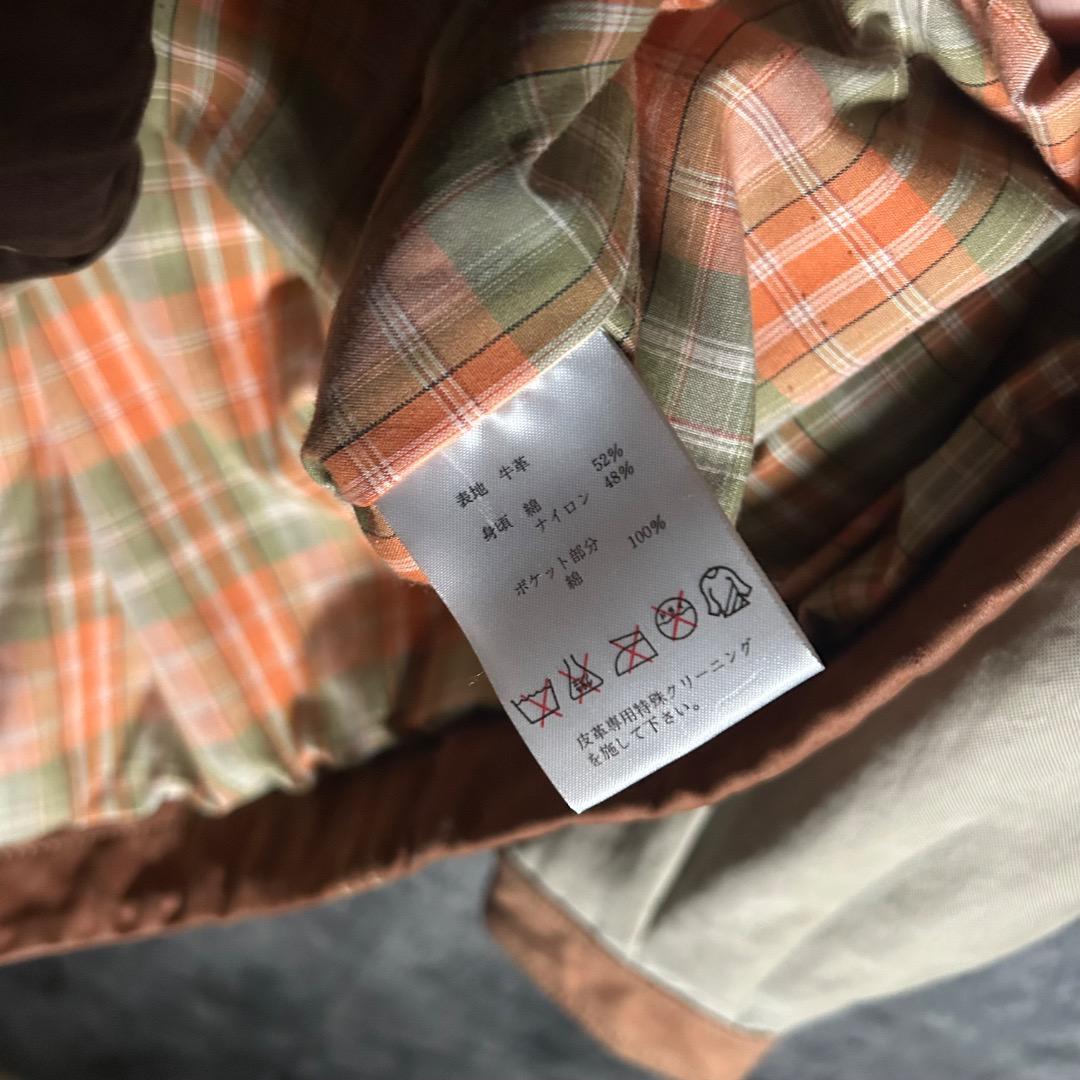 表地 牛革
身頃 綿 52%
ナイロン 48%
ポケット部分
綿 100%
皮革専用特殊クリーニング
を施して下さい。